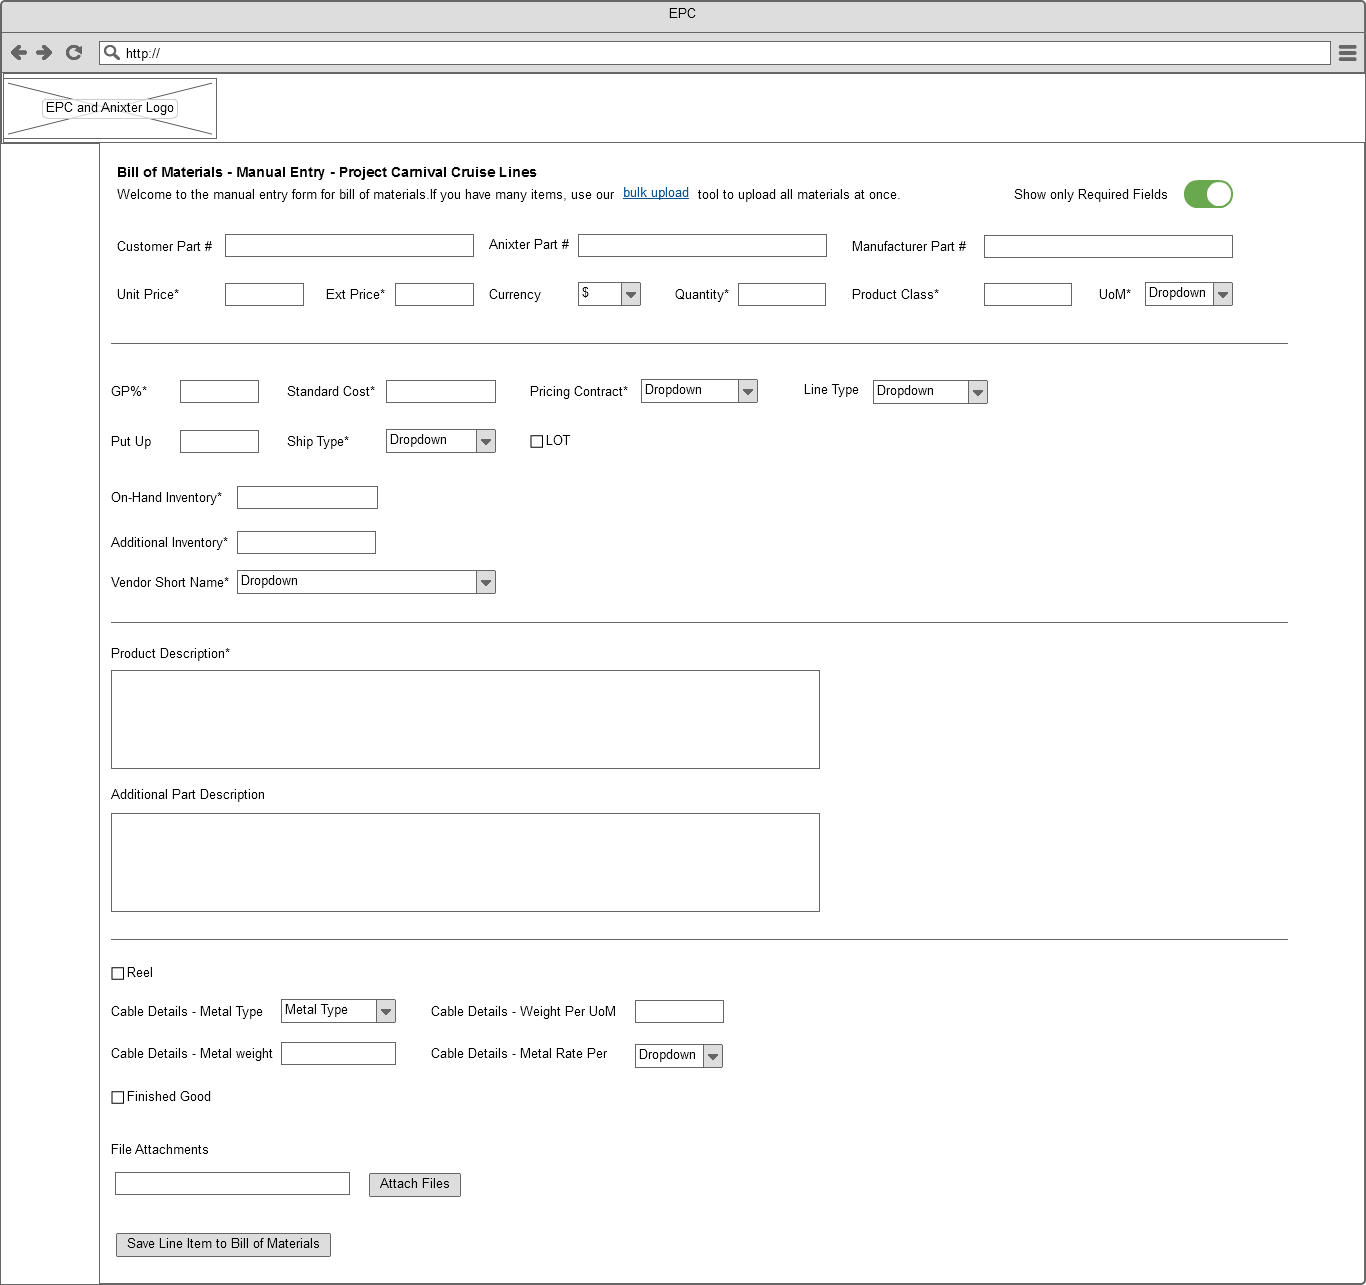 EPC
http://
EPC and Anixter Logo
Bill of Materials - Manual Entry - Project Carnival Cruise Lines
Welcome to the manual entry form for bill of materials.If you have many items, use our bulk upload tool to upload all materials at once. Show only Required Fields
Customer Part # Anixter Part # Manufacturer Part #
Unit Price* Ext Price* Currency $ Quantity* Product Class* UoM* Dropdown
GP%* Standard Cost* Pricing Contract* Dropdown Line Type Dropdown
Put Up Ship Type* Dropdown LOT
On-Hand Inventory*
Additional Inventory*
Vendor Short Name* Dropdown
Product Description*
Additional Part Description
Reel
Cable Details - Metal Type Metal Type Cable Details - Weight Per UoM
Cable Details - Metal weight Cable Details - Metal Rate Per Dropdown
Finished Good
File Attachments
Attach Files
Save Line Item to Bill of Materials